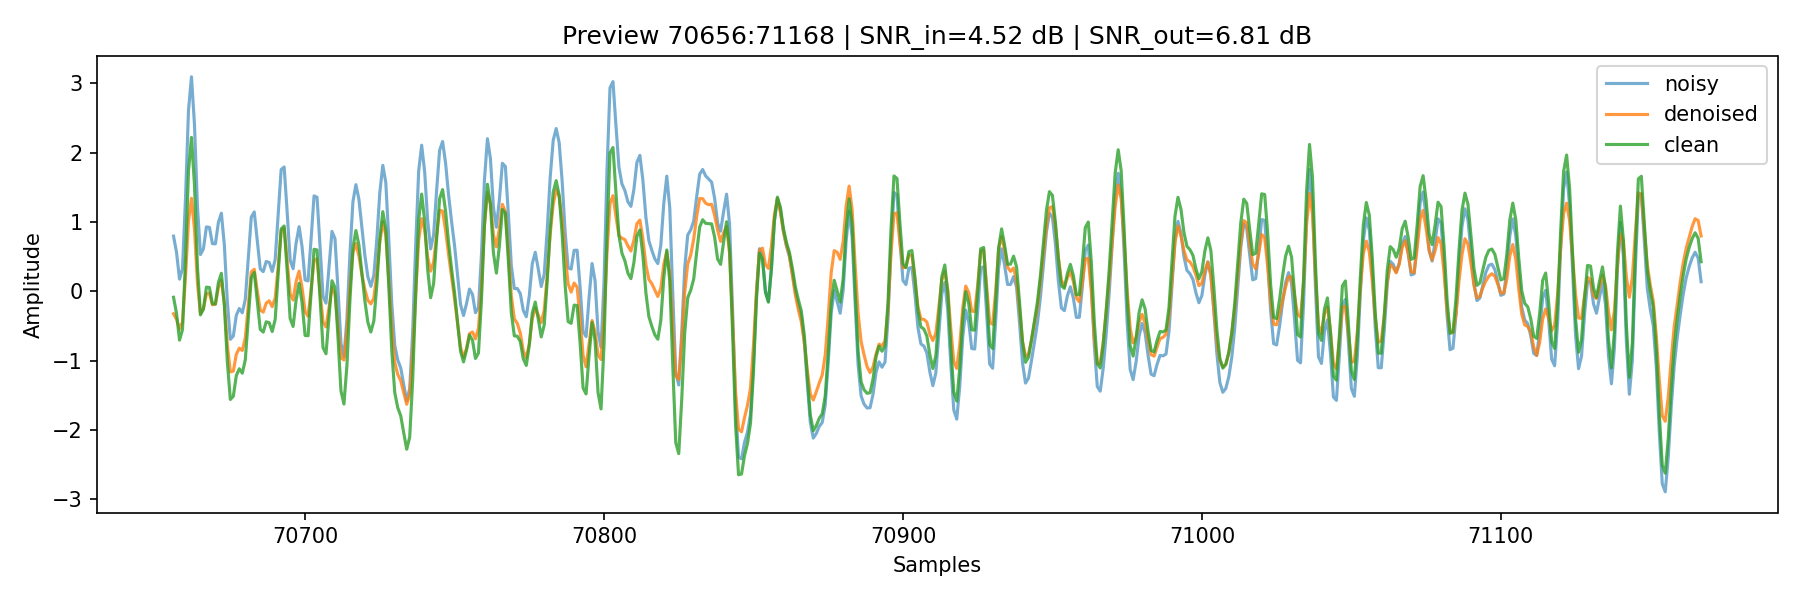 Preview 70656:71168 | SNR_in=4.52 dB | SNR_out=6.81 dB
noisy
denoised
clean
Amplitude
3
2
1
0
−1
−2
−3
70700 70800 70900 71000 71100
Samples